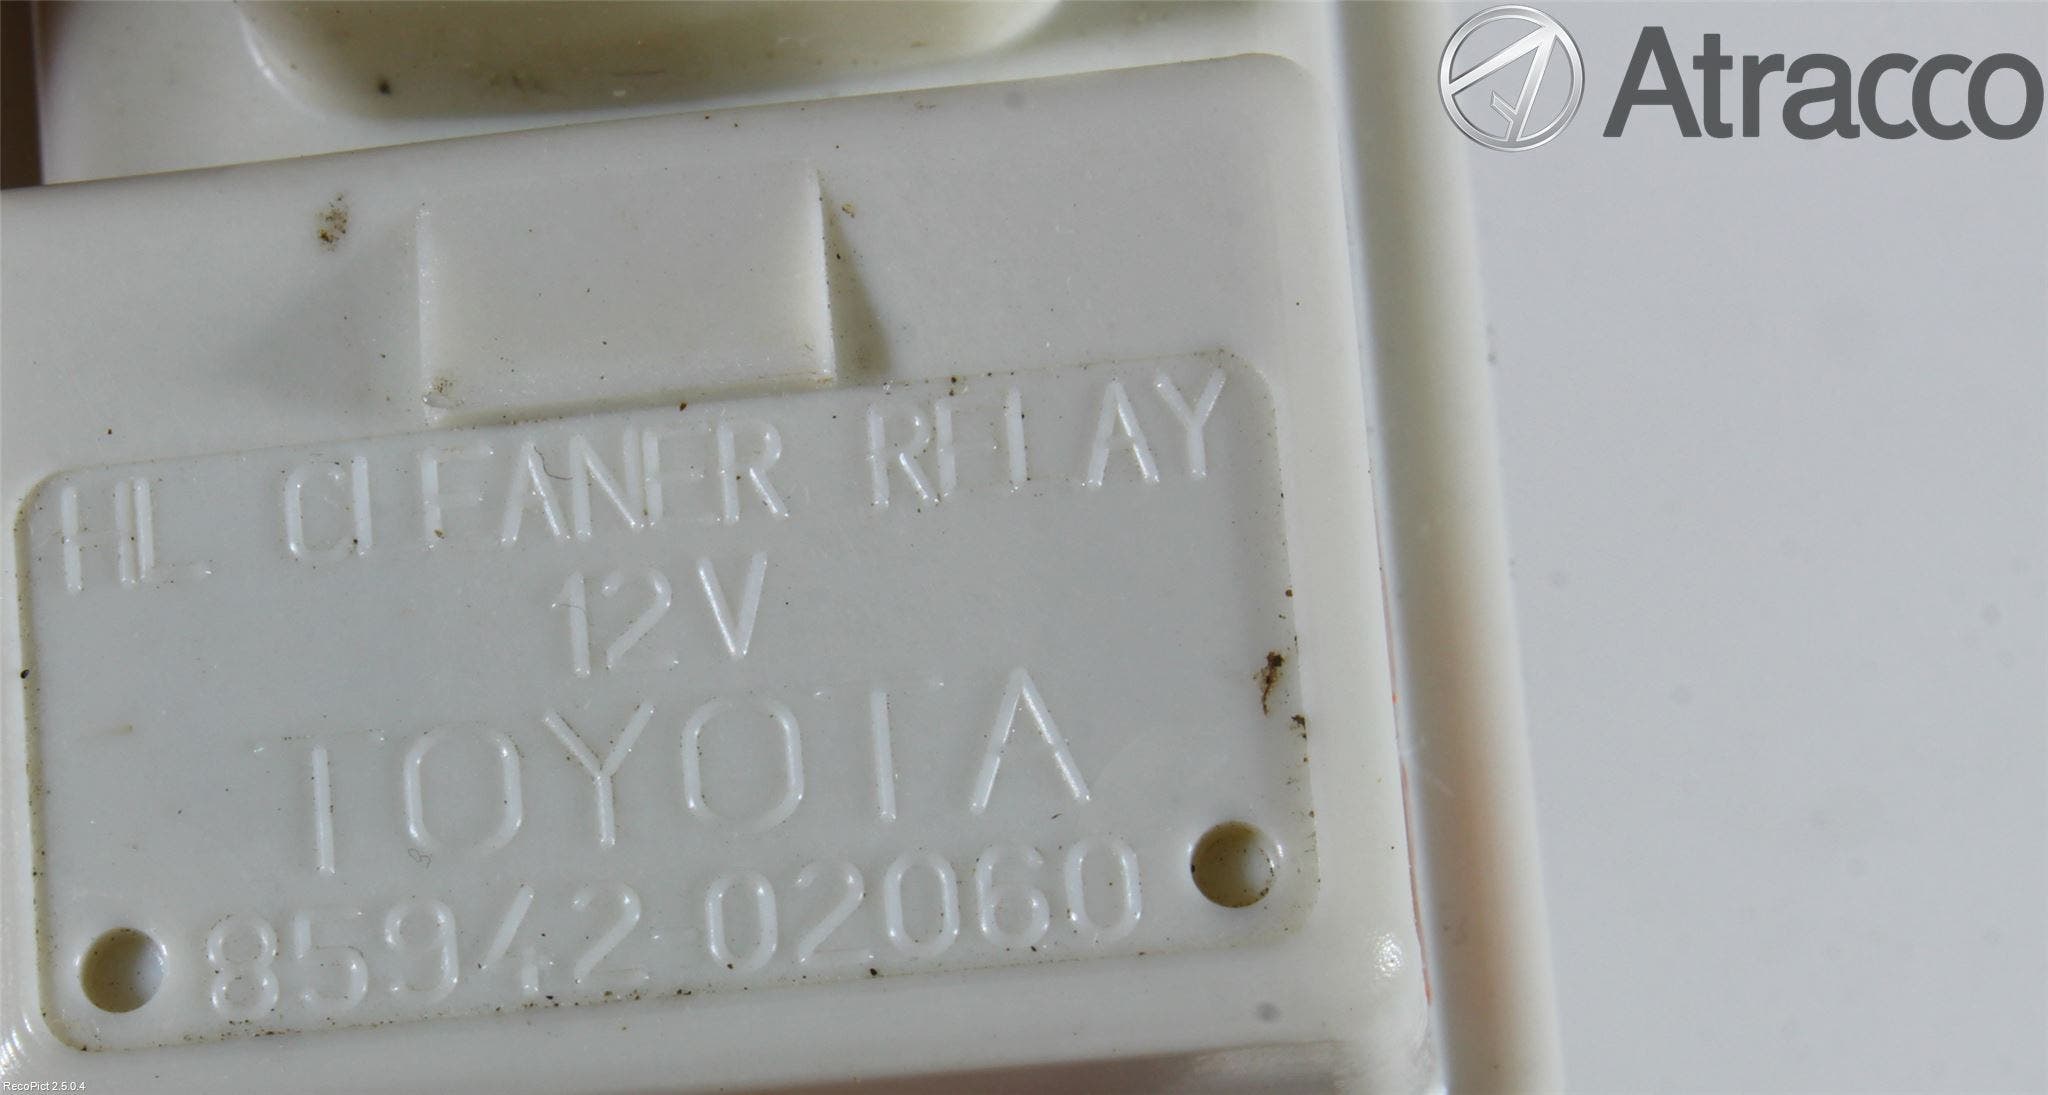 Atracco
HL CLEANER RELAY
12V
TOYOTA
85942-02060
RecoPict 2.5.0.4